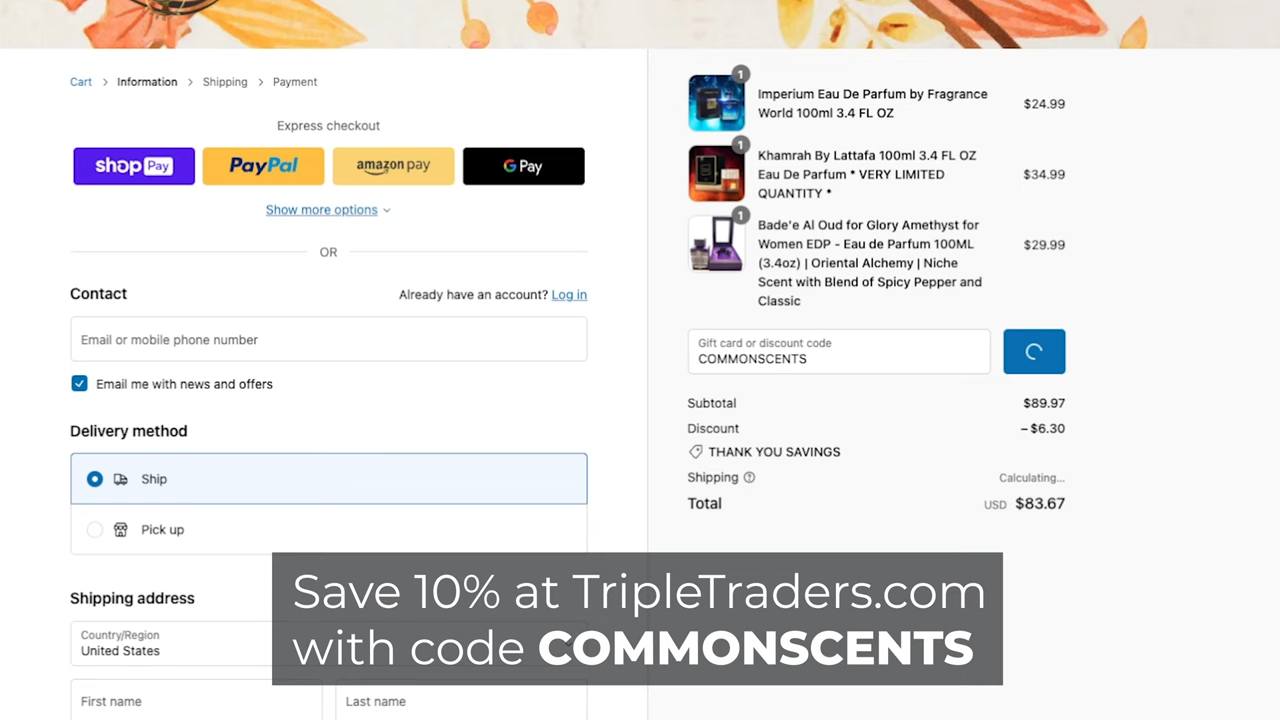 Cart > Information > Shipping > Payment
Express checkout
shop Pay
PayPal
amazon pay
G Pay
Show more options
OR
Contact
Already have an account? Log in
Email or mobile phone number
Email me with news and offers
Delivery method
Ship
Pick up
Shipping address
Country/Region
United States
First name
Last name
1
Imperium Eau De Parfum by Fragrance
World 100ml 3.4 FL OZ
$24.99
1
Khamrah By Lattafa 100ml 3.4 FL OZ
Eau De Parfum * VERY LIMITED
QUANTITY *
$34.99
1
Bade'e Al Oud for Glory Amethyst for
Women EDP - Eau de Parfum 100ML
(3.4oz) | Oriental Alchemy | Niche
Scent with Blend of Spicy Pepper and
Classic
$29.99
Gift card or discount code
COMMONSCENTS
Subtotal $89.97
Discount – $6.30
THANK YOU SAVINGS
Shipping Calculating...
Total USD $83.67
Save 10% at TripleTraders.com
with code COMMONSCENTS